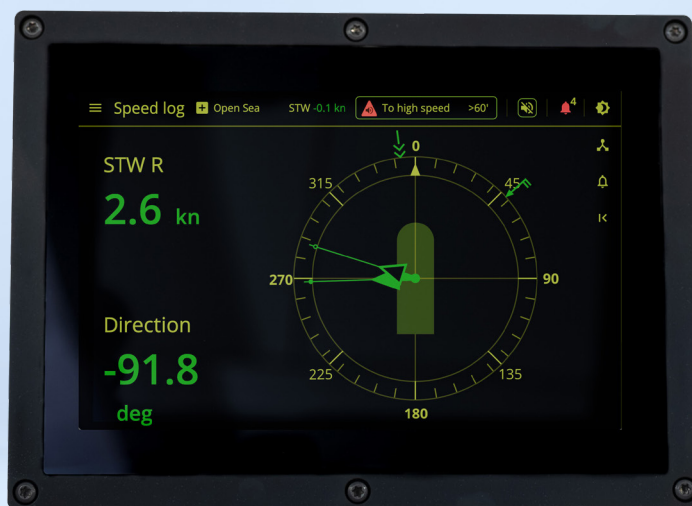 Speed log
Open Sea
STW -0.1 kn
To high speed >60'
4
STW R
2.6 kn
Direction
-91.8
deg
0
45
90
135
180
225
270
315